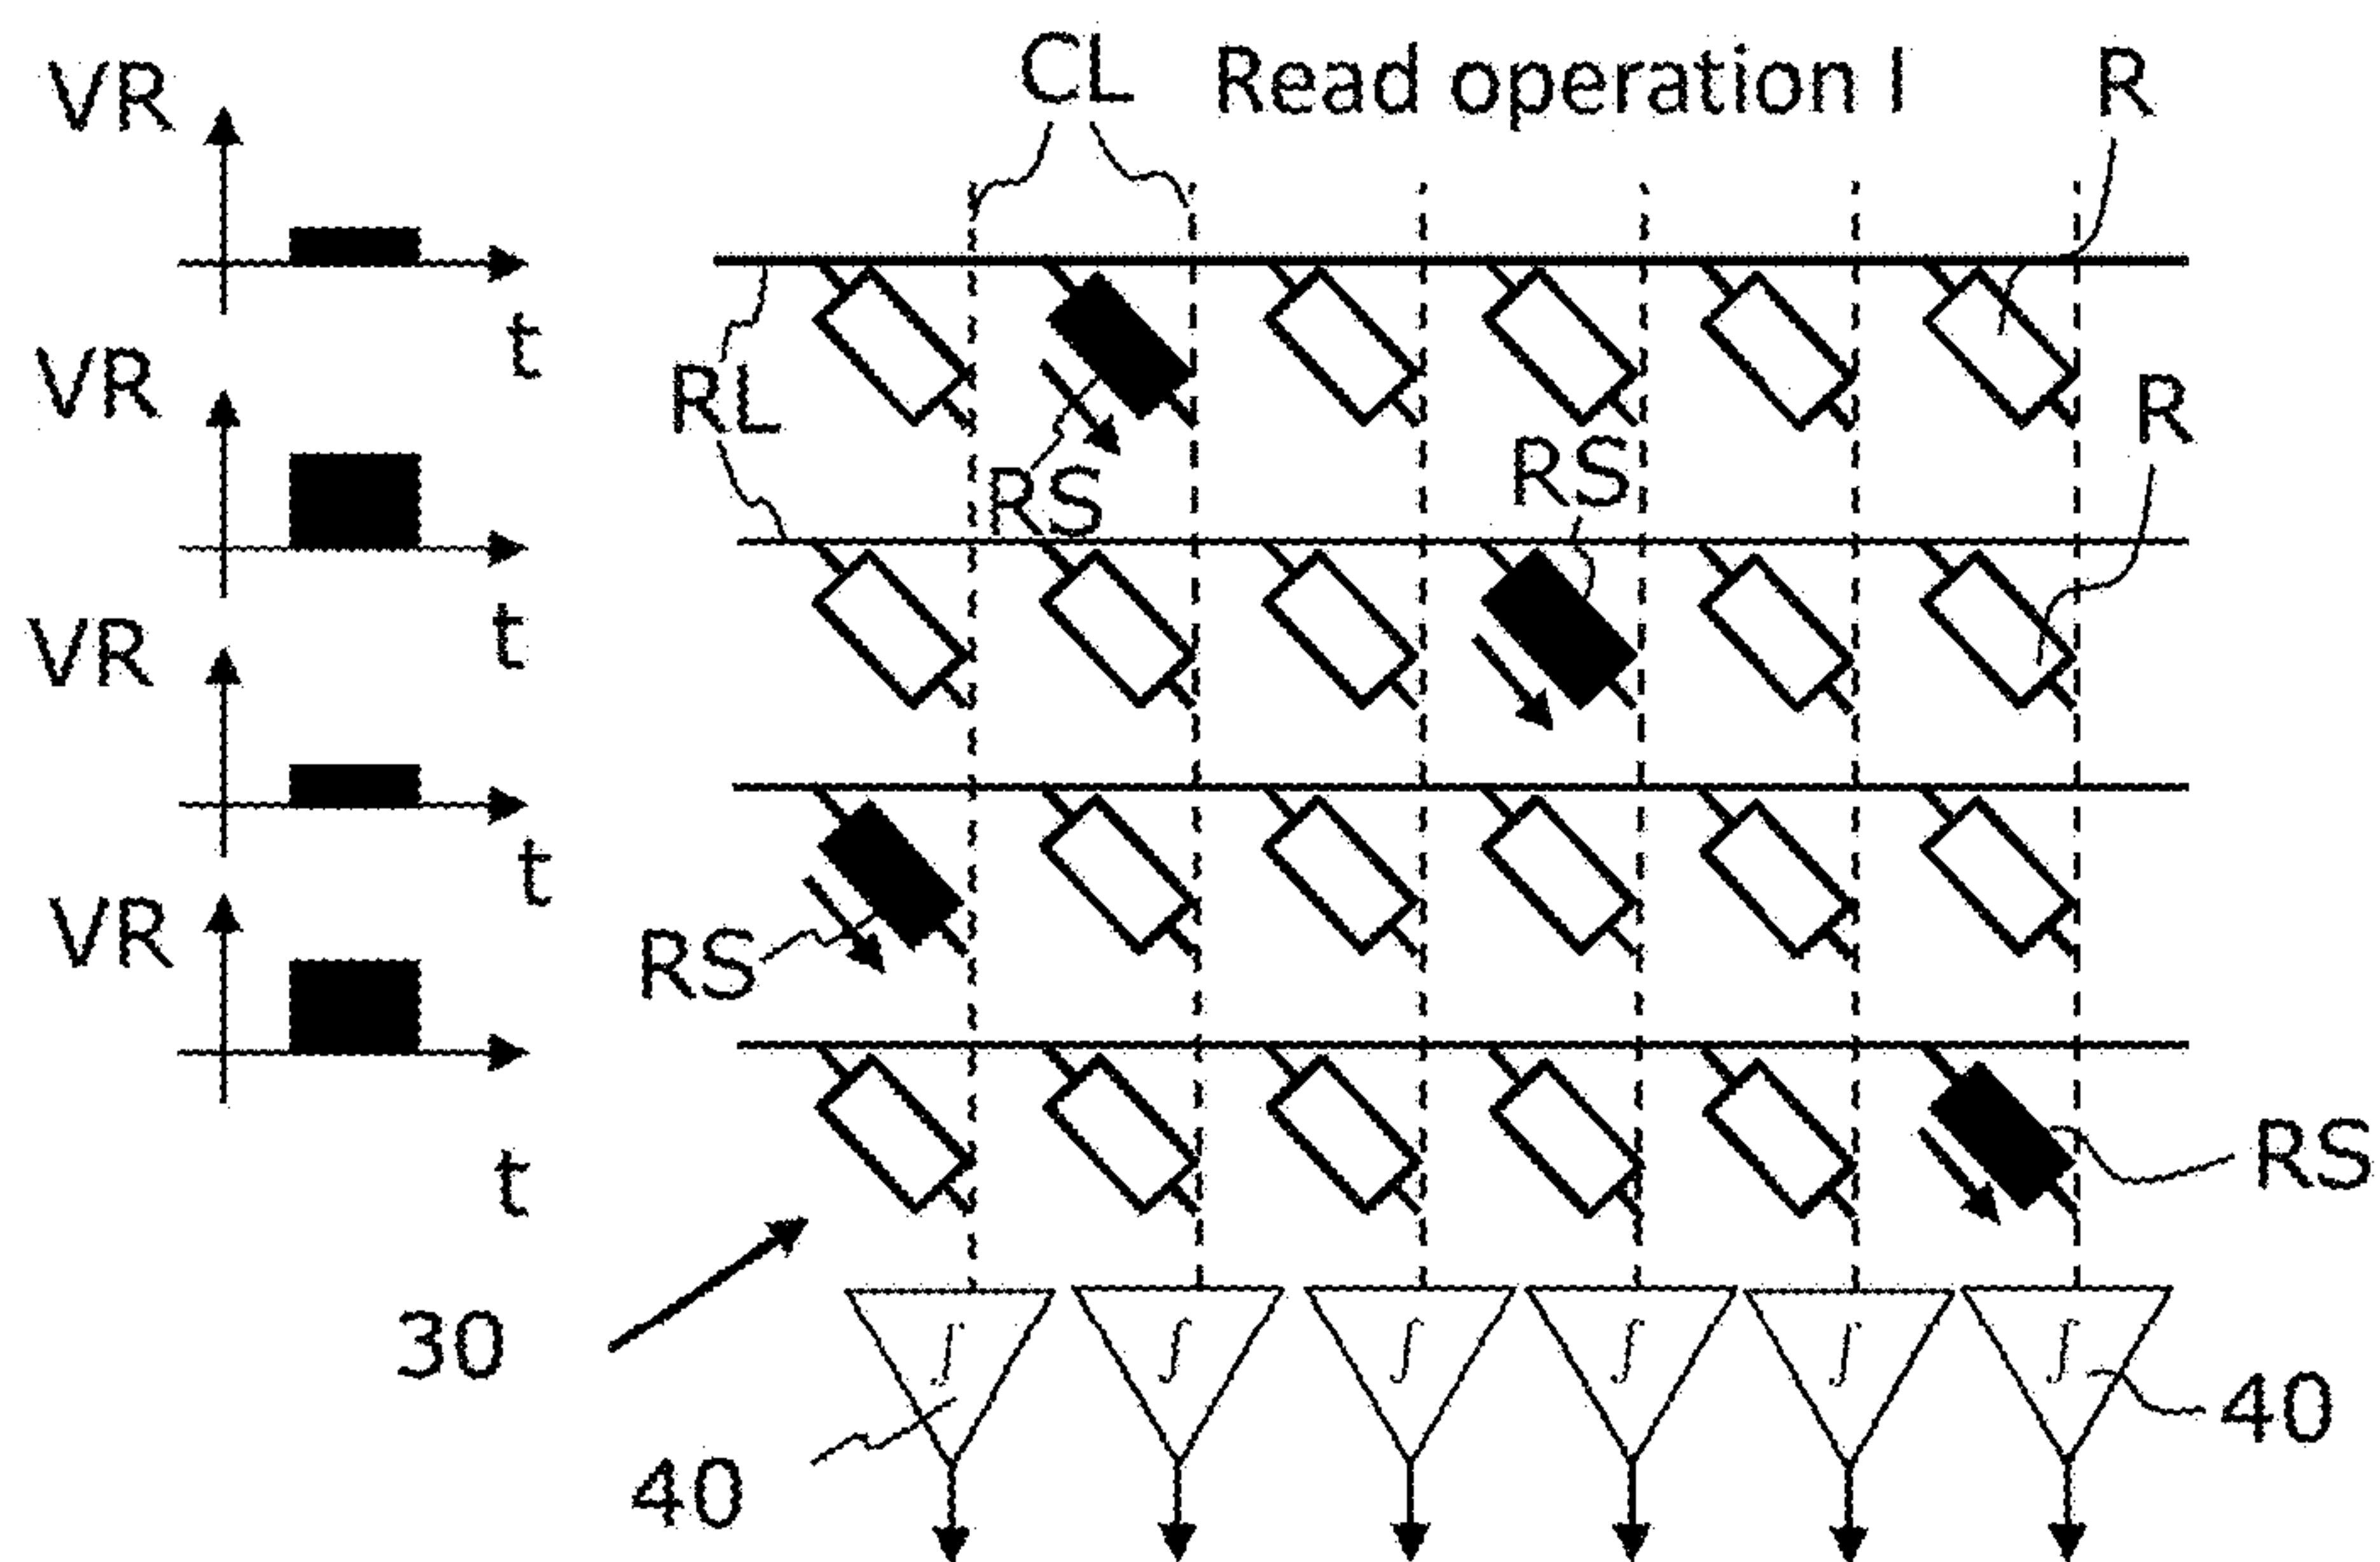 CL Read operation I R
VR
t
VR
RL
R
RS
RS
VR
t
t
VR
RS
t
RS
30
∫ ∫ ∫ ∫ ∫ ∫
40
40